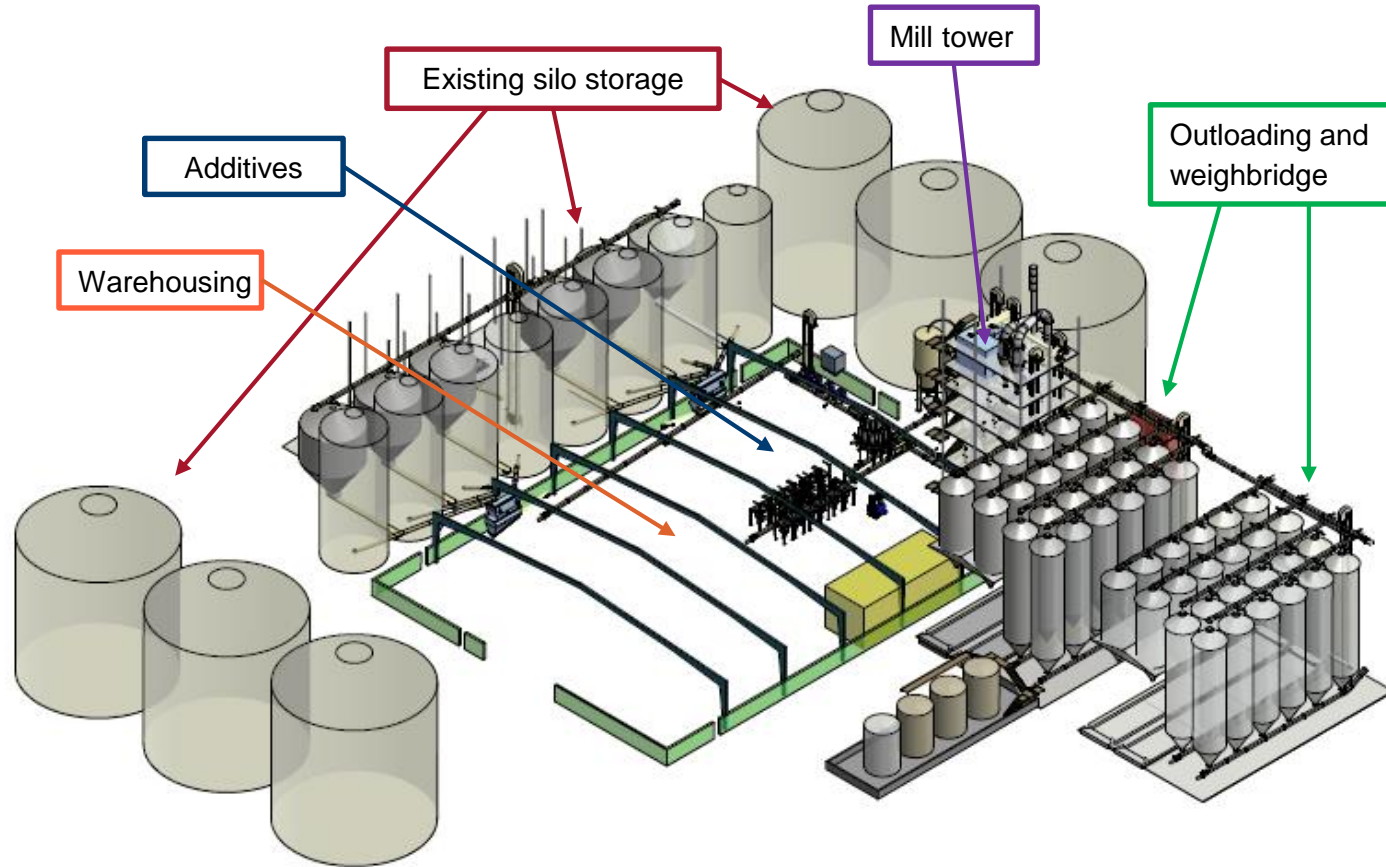 Mill tower
Existing silo storage
Outloading and
weighbridge
Additives
Warehousing